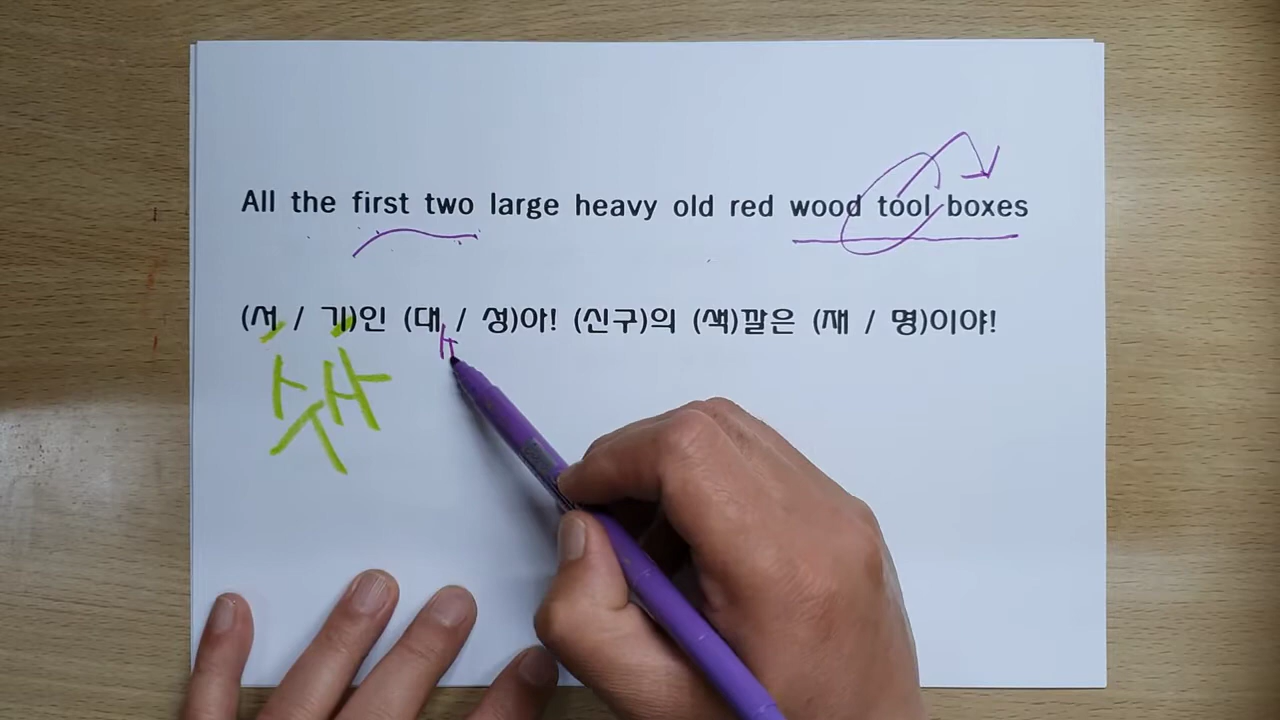 All the first two large heavy old red wood tool boxes
(서 / 기)인 (대 / 성)아! (신구)의 (색)깔은 (재 / 명)이야!